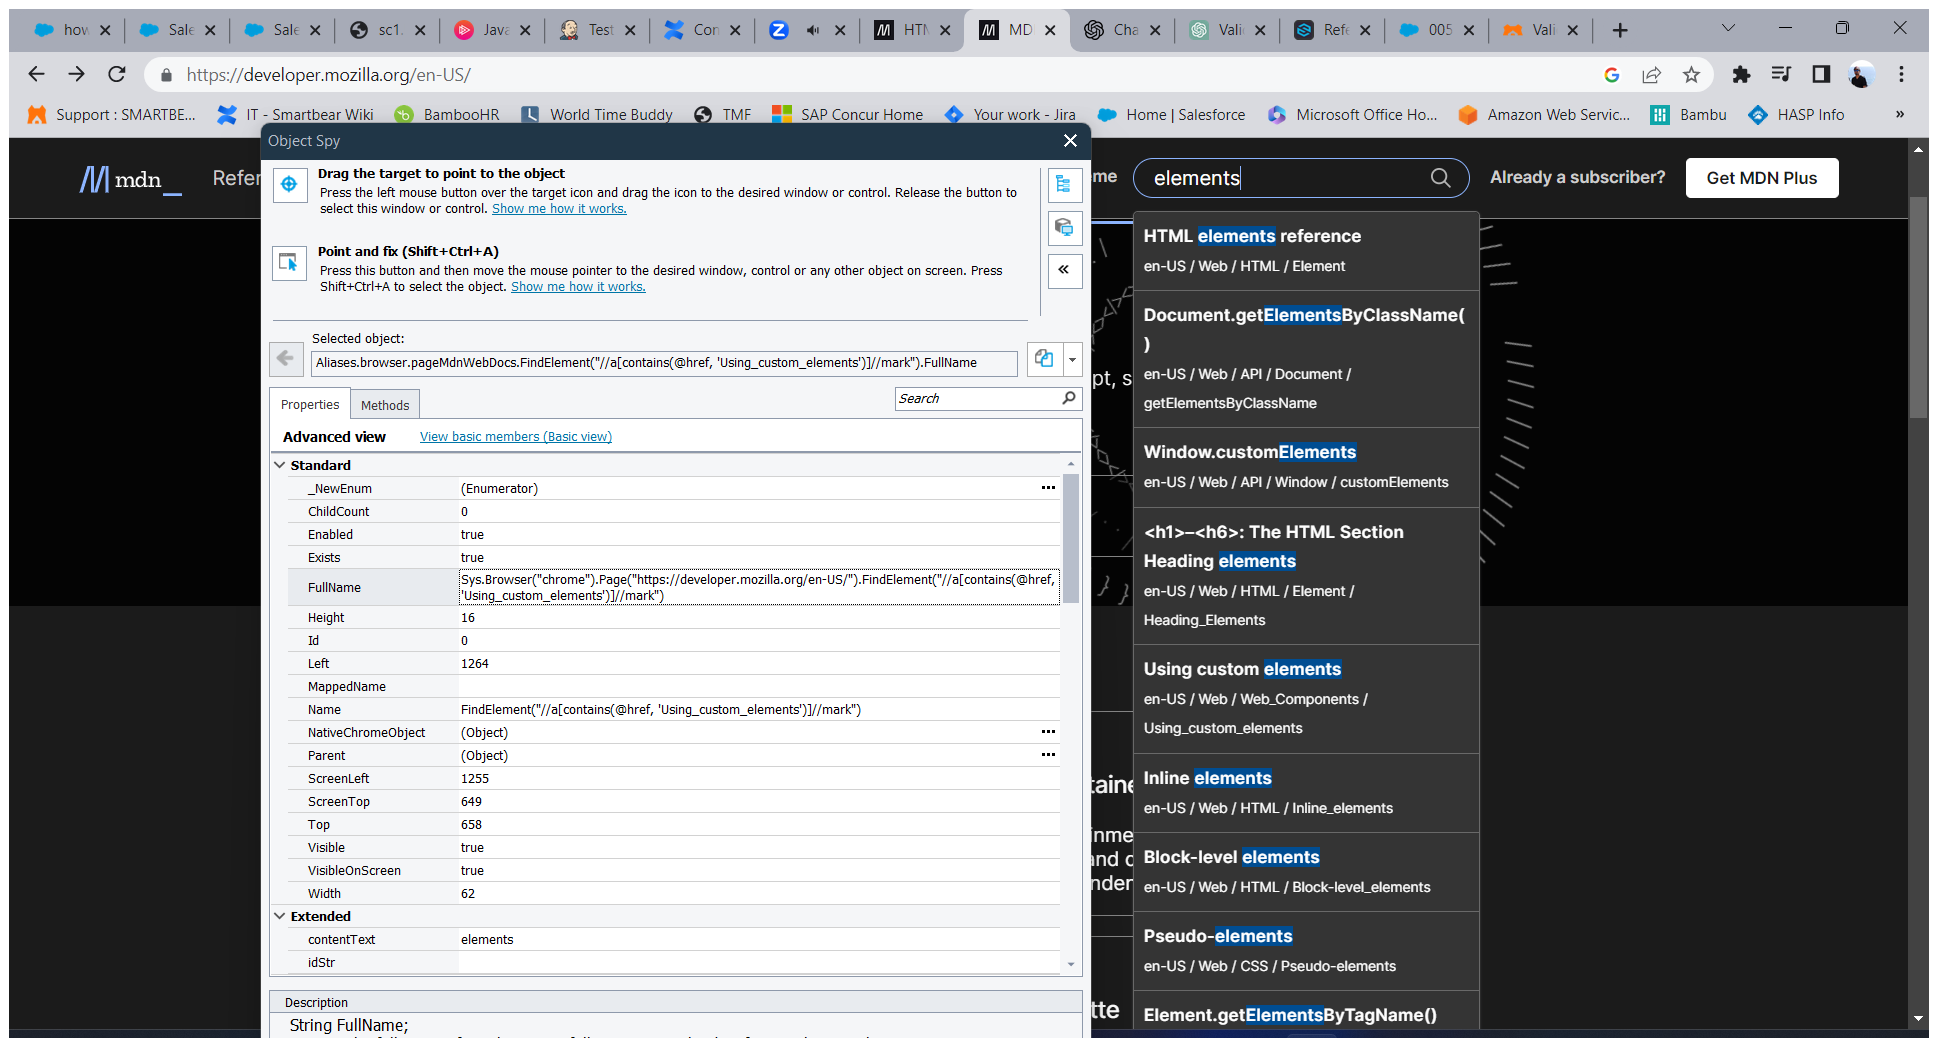 how Sale Sale sc1. Java Test Con HTM MD Cha Vali Refe 005 Vali
https://developer.mozilla.org/en-US/
Support : SMARTBE... IT - Smartbear Wiki BambooHR World Time Buddy TMF SAP Concur Home Your work - Jira Home | Salesforce Microsoft Office Ho... Amazon Web Servic... Bambu HASP Info »
Object Spy
mdn_ Refer
me elements Already a subscriber? Get MDN Plus
Drag the target to point to the object
Press the left mouse button over the target icon and drag the icon to the desired window or control. Release the button to
select this window or control. Show me how it works.
Point and fix (Shift+Ctrl+A)
Press this button and then move the mouse pointer to the desired window, control or any other object on screen. Press
Shift+Ctrl+A to select the object. Show me how it works.
Selected object:
Aliases.browser.pageMdnWebDocs.FindElement("//a[contains(@href, 'Using_custom_elements')]//mark").FullName
Properties Methods Search
Advanced view View basic members (Basic view)
Standard
_NewEnum (Enumerator) ...
ChildCount 0
Enabled true
Exists true
FullName Sys.Browser("chrome").Page("https://developer.mozilla.org/en-US/").FindElement("//a[contains(@href,
'Using_custom_elements')]//mark")
Height 16
Id 0
Left 1264
MappedName
Name FindElement("//a[contains(@href, 'Using_custom_elements')]//mark")
NativeChromeObject (Object) ...
Parent (Object) ...
ScreenLeft 1255
ScreenTop 649
Top 658
Visible true
VisibleOnScreen true
Width 62
Extended
contentText elements
idStr
Description
String FullName;
HTML elements reference
en-US / Web / HTML / Element
Document.getElementsByClassName(
)
en-US / Web / API / Document /
getElementsByClassName
Window.customElements
en-US / Web / API / Window / customElements
<h1>–<h6>: The HTML Section
Heading elements
en-US / Web / HTML / Element /
Heading_Elements
Using custom elements
en-US / Web / Web_Components /
Using_custom_elements
Inline elements
en-US / Web / HTML / Inline_elements
Block-level elements
en-US / Web / HTML / Block-level_elements
Pseudo-elements
en-US / Web / CSS / Pseudo-elements
Element.getElementsByTagName()
pt, s
taine
nme
nd c
nder
tte